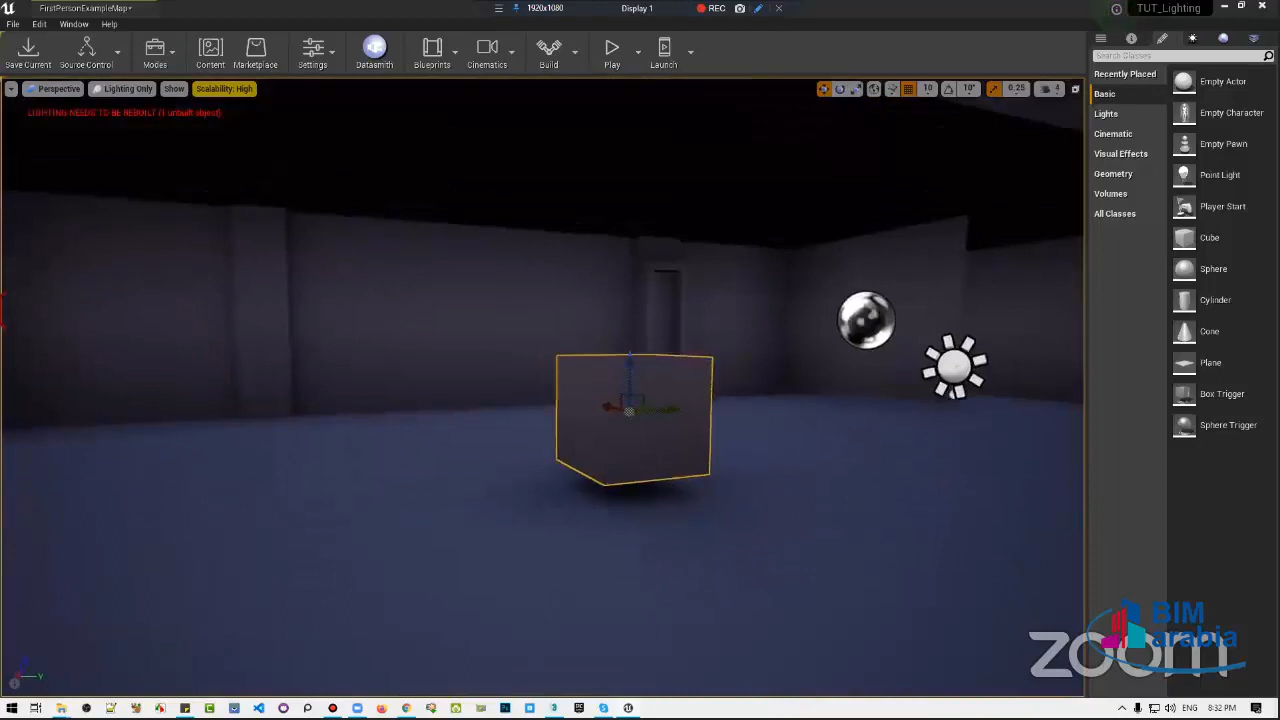 FirstPersonExampleMap*
1920x1080
Display 1
REC
TUT_Lighting
File Edit Window Help
Save Current
Source Control
Modes
Content
Marketplace
Settings
Datasmith
Cinematics
Build
Play
Launch
Search Classes
Perspective
Lighting Only
Show
Scalability: High
10
10°
0.25
4
LIGHTING NEEDS TO BE REBUILT (1 unbuilt object)
Recently Placed
Basic
Lights
Cinematic
Visual Effects
Geometry
Volumes
All Classes
Empty Actor
Empty Character
Empty Pawn
Point Light
Player Start
Cube
Sphere
Cylinder
Cone
Plane
Box Trigger
Sphere Trigger
BIM
arabia
zoom
Y
ENG
8:32 PM